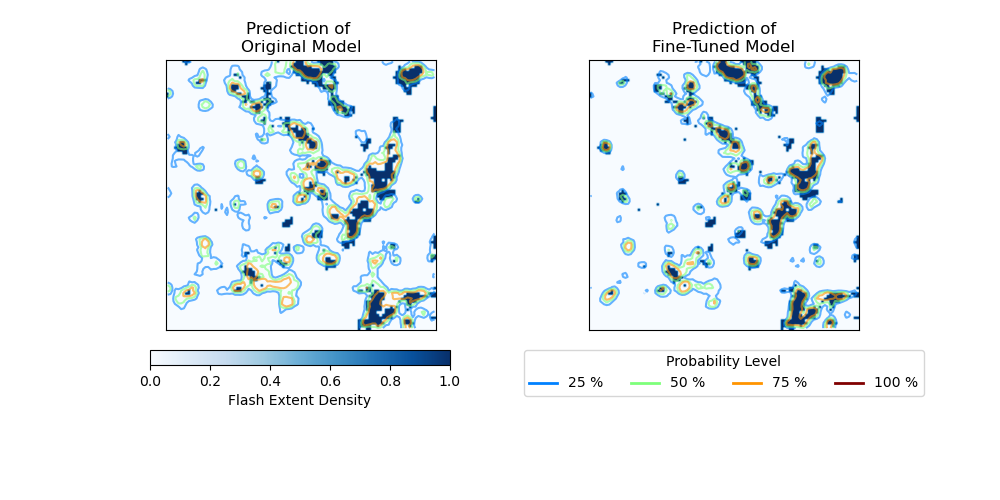 Prediction of
Original Model
Prediction of
Fine-Tuned Model
0.0 0.2 0.4 0.6 0.8 1.0
Flash Extent Density
Probability Level
25 % 50 % 75 % 100 %